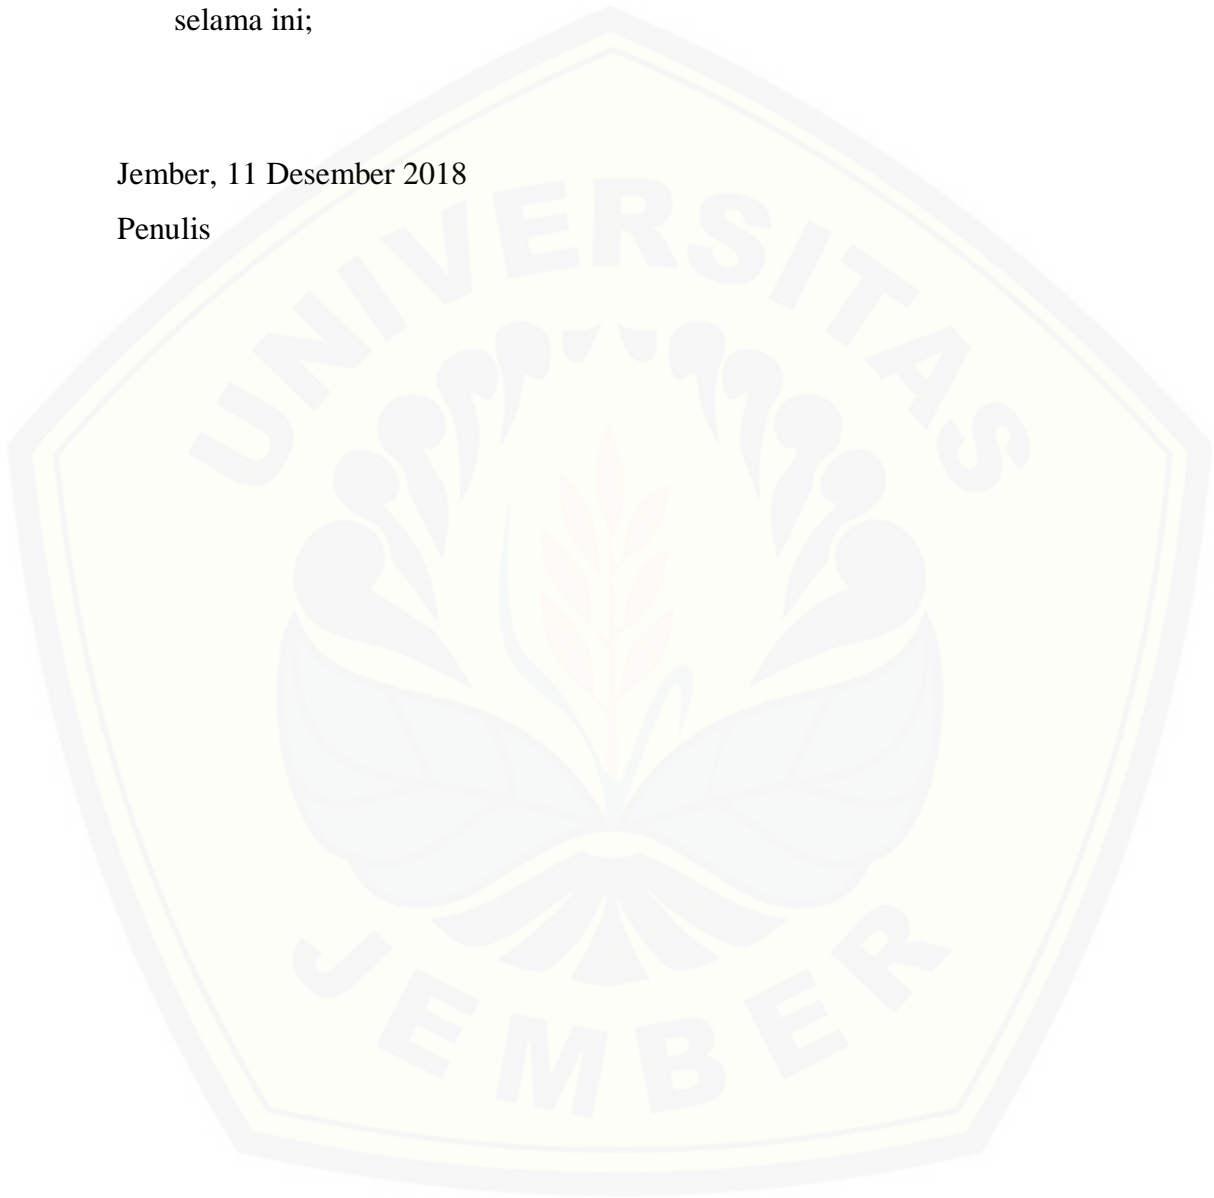 selama ini;
Jember, 11 Desember 2018
Penulis
UNIVERSITAS
JEMBER